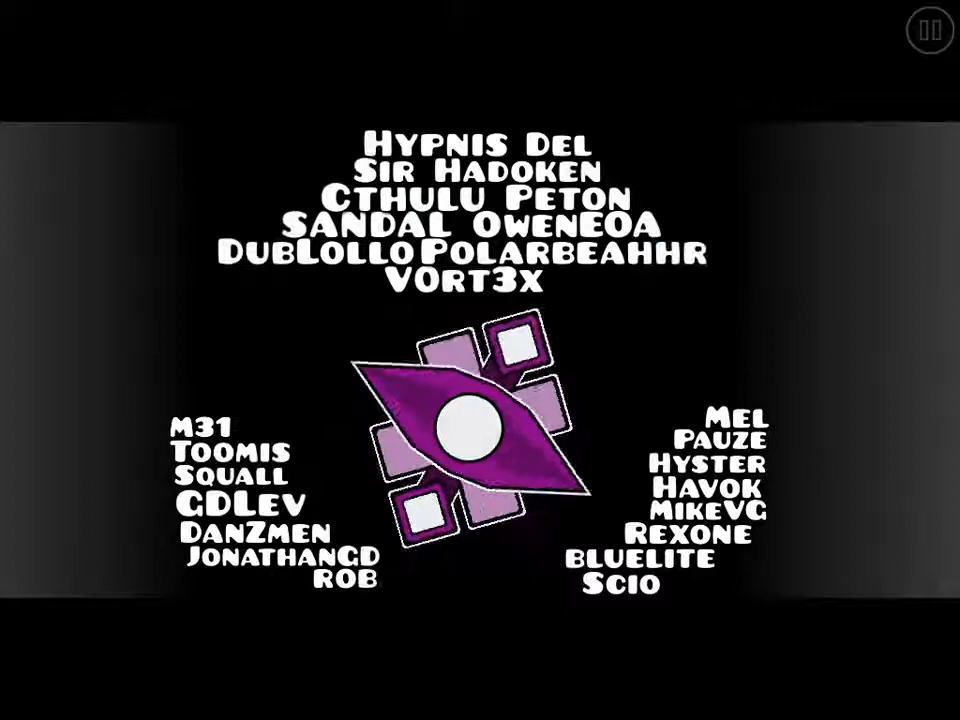 Hypnis Del
Sir Hadoken
Cthulu Peton
SANDAL OwenEOA
DubLollo Polarbeahhr
V0rt3x
M31
Toomis
Squall
GDLev
DanZmen
JonathanGD
Rob
Mel
Pauze
Hyster
Havok
MikeVG
Rexone
Bluelite
Scio